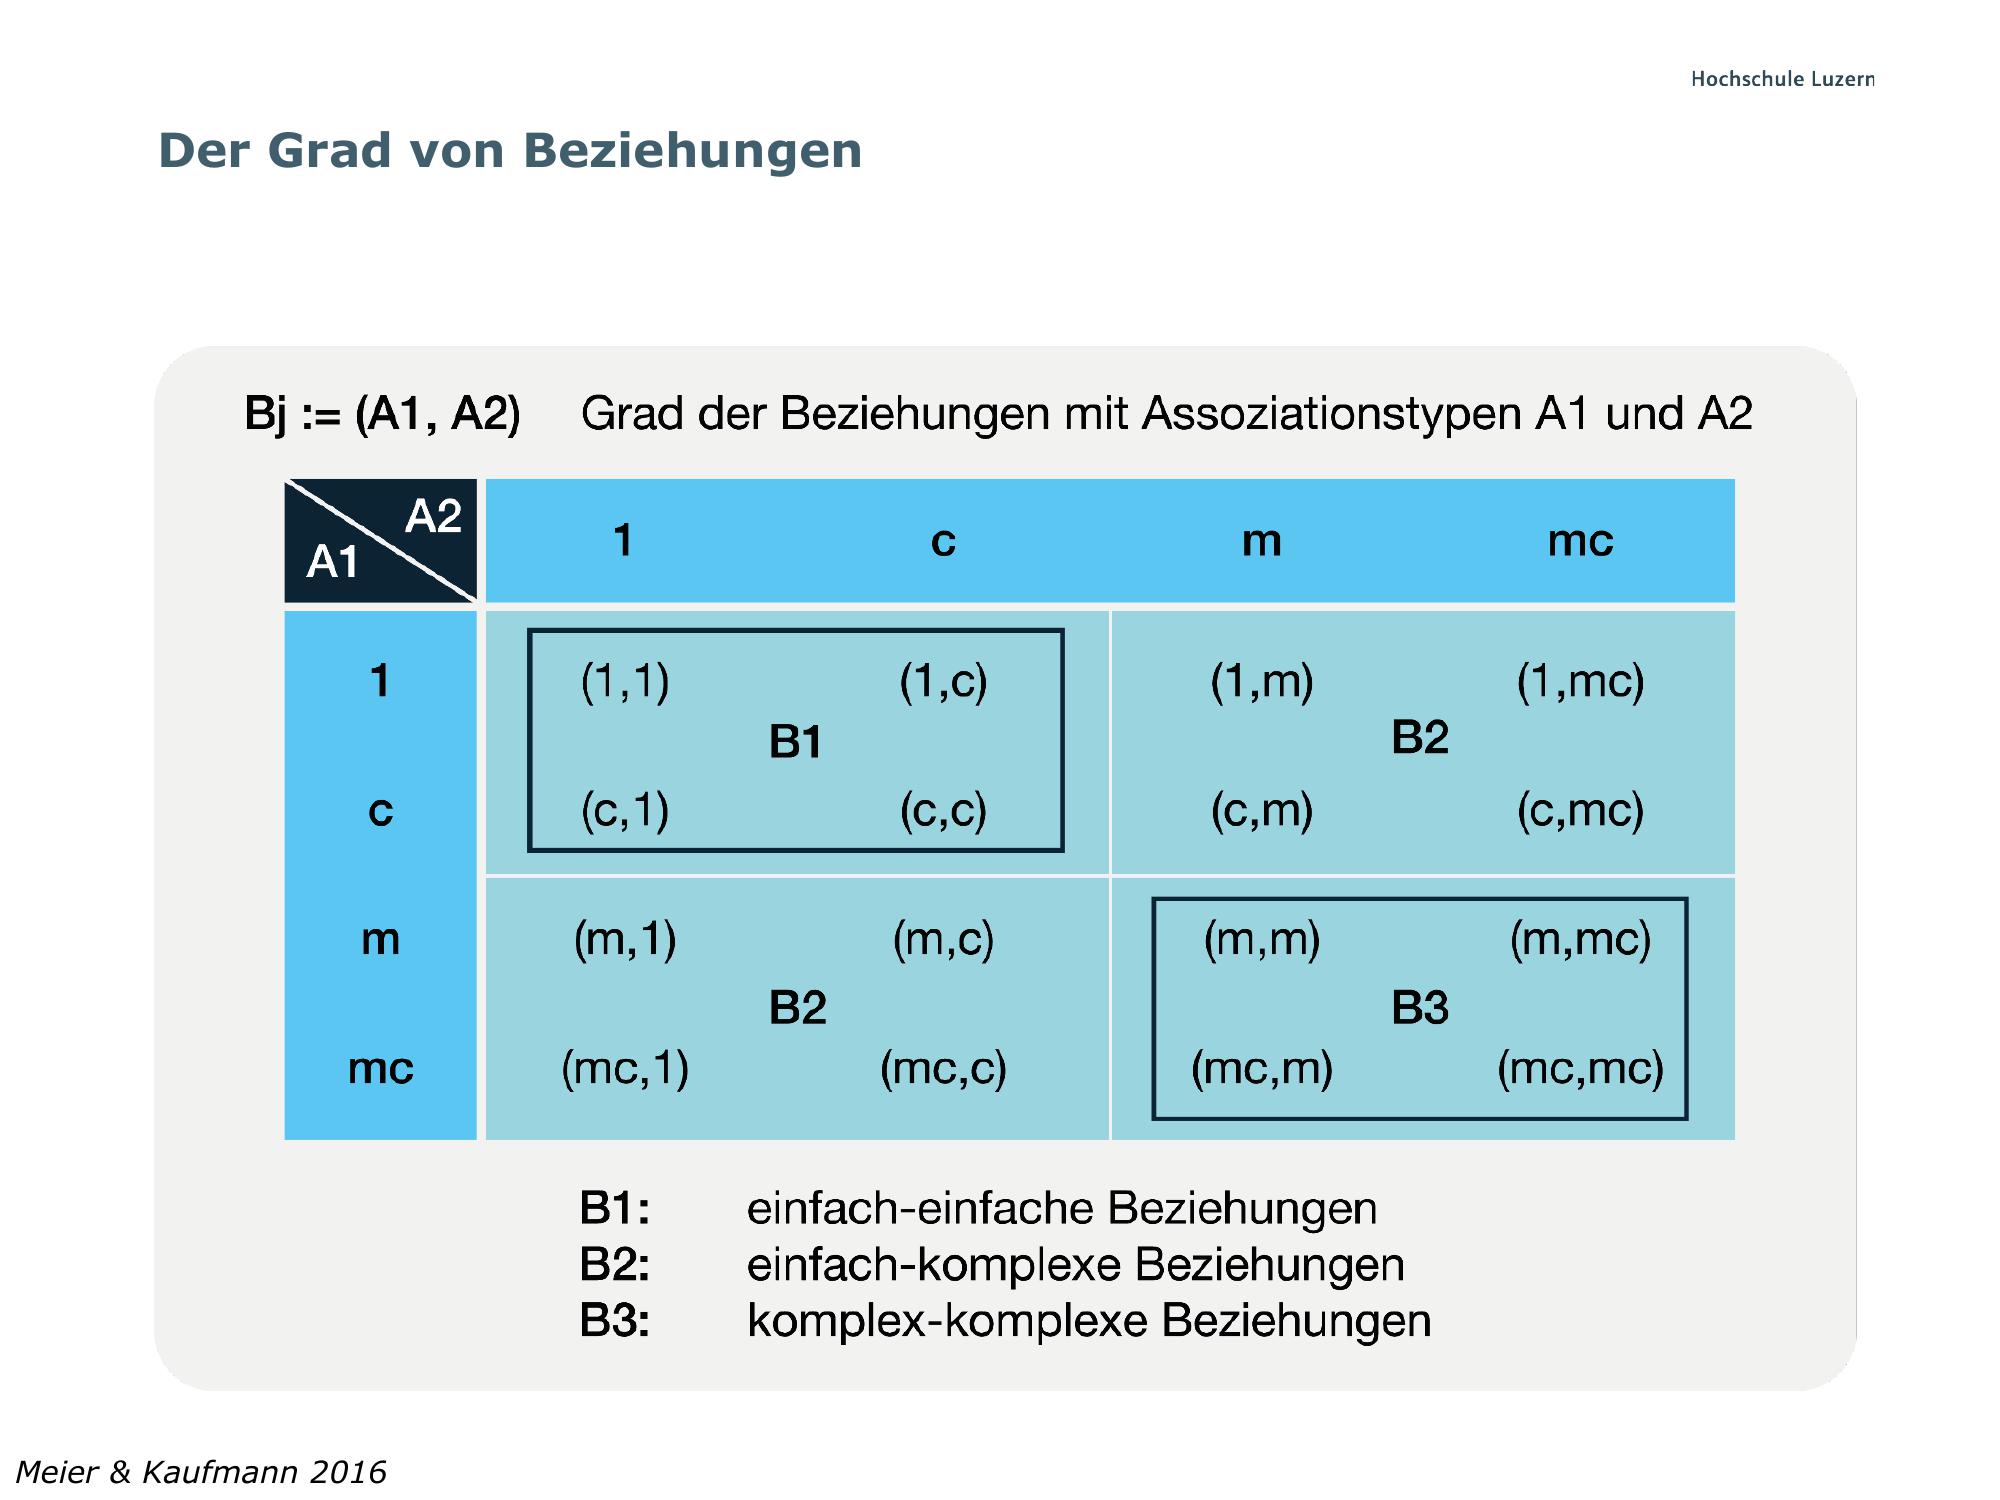 Hochschule Luzern
Der Grad von Beziehungen
Bj := (A1, A2) Grad der Beziehungen mit Assoziationstypen A1 und A2
A2
A1
1 c m mc
1 (1,1) (1,c) (1,m) (1,mc)
B1 B2
c (c,1) (c,c) (c,m) (c,mc)
m (m,1) (m,c) (m,m) (m,mc)
B2 B3
mc (mc,1) (mc,c) (mc,m) (mc,mc)
B1: einfach-einfache Beziehungen
B2: einfach-komplexe Beziehungen
B3: komplex-komplexe Beziehungen
Meier & Kaufmann 2016